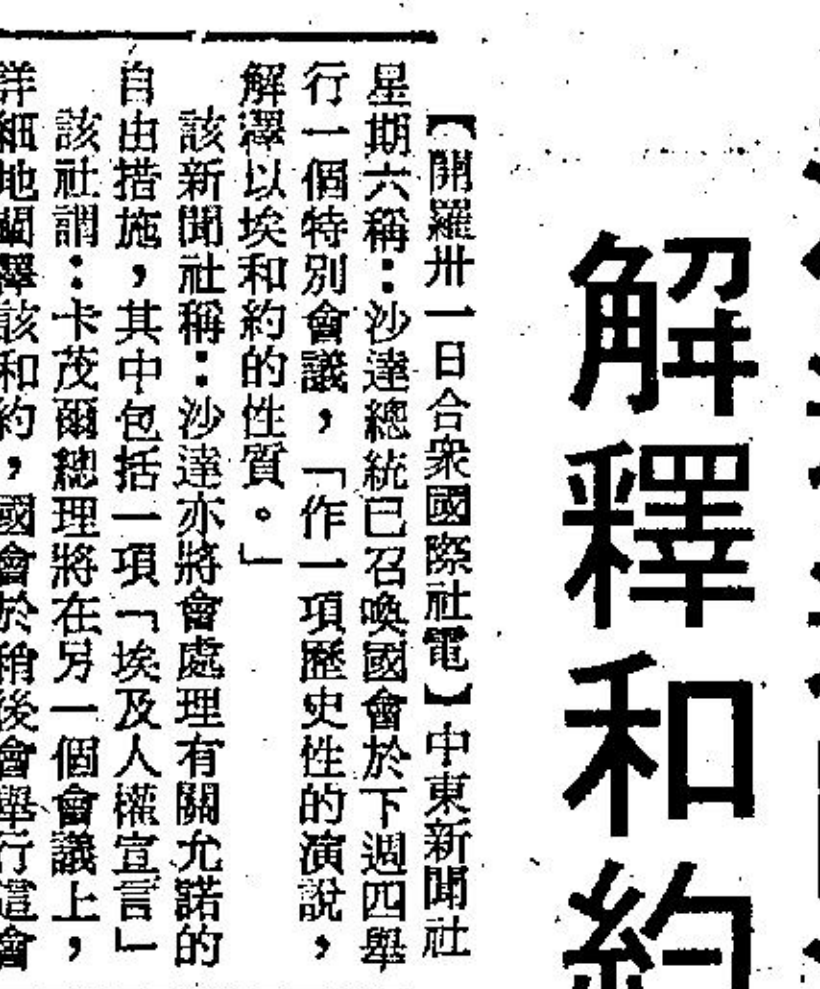 解釋和約
【開羅卅一日合衆國際社電】中東新聞社
星期六稱：沙達總統已召喚國會於下週四舉
行一個特別會議，「作一項歷史性的演說，
解釋以埃和約的性質。」
該新聞社稱：沙達亦將會處理有關允諾的
自由措施，其中包括一項「埃及人權宣言」
該社謂：卡茂爾總理將在另一個會議上，
詳細地闡釋該和約，國會於稍後會舉行這會